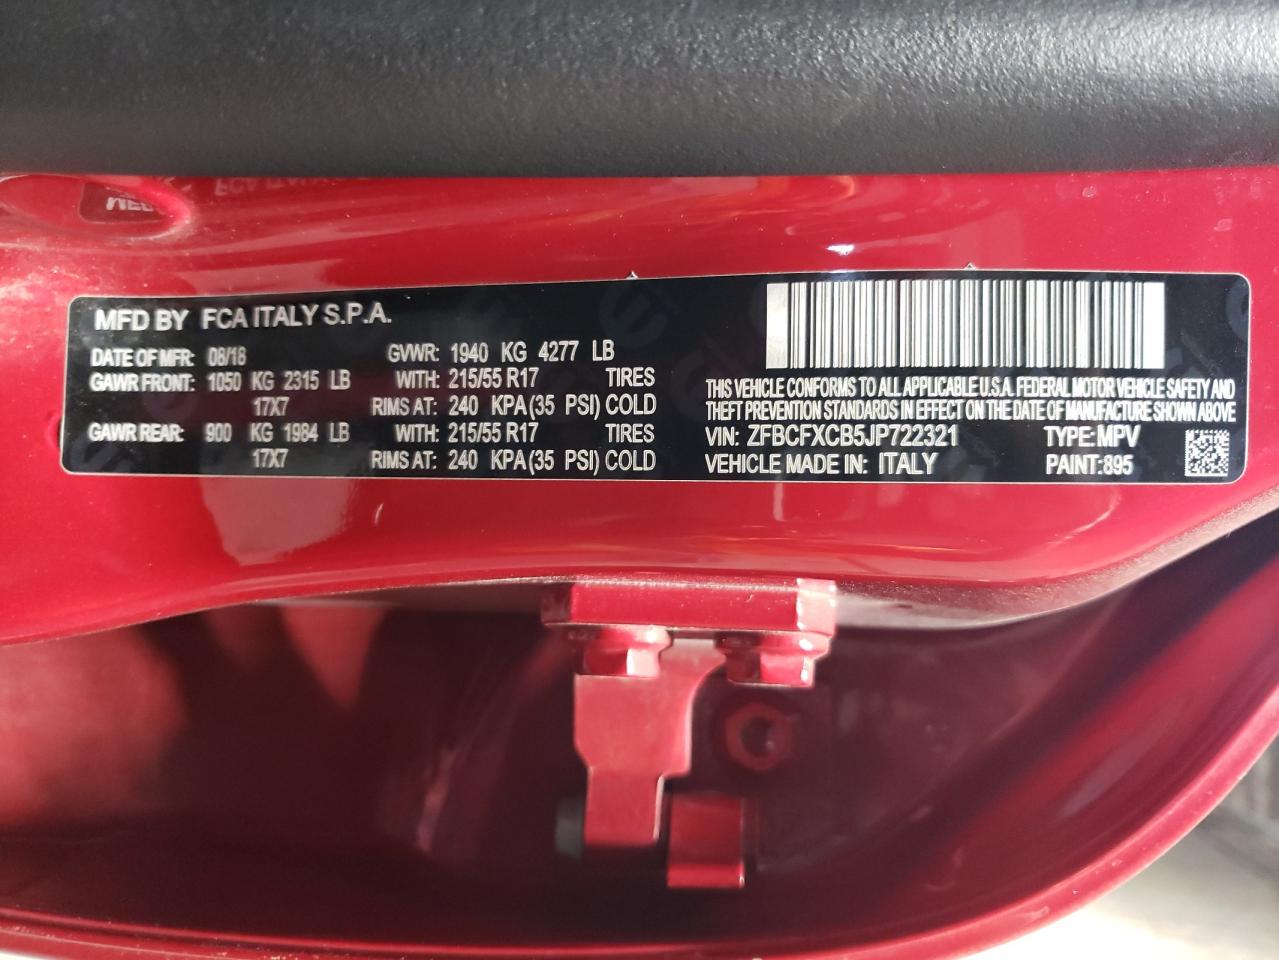 MFD BY FCA ITALY S.P.A.
DATE OF MFR: 08/18 GVWR: 1940 KG 4277 LB
GAWR FRONT: 1050 KG 2315 LB WITH: 215/55 R17 TIRES
17X7 RIMS AT: 240 KPA (35 PSI) COLD
GAWR REAR: 900 KG 1984 LB WITH: 215/55 R17 TIRES
17X7 RIMS AT: 240 KPA (35 PSI) COLD
THIS VEHICLE CONFORMS TO ALL APPLICABLE U.S.A. FEDERAL MOTOR VEHICLE SAFETY AND
THEFT PREVENTION STANDARDS IN EFFECT ON THE DATE OF MANUFACTURE SHOWN ABOVE
VIN: ZFBCFXCB5JP722321 TYPE: MPV
VEHICLE MADE IN: ITALY PAINT: 895